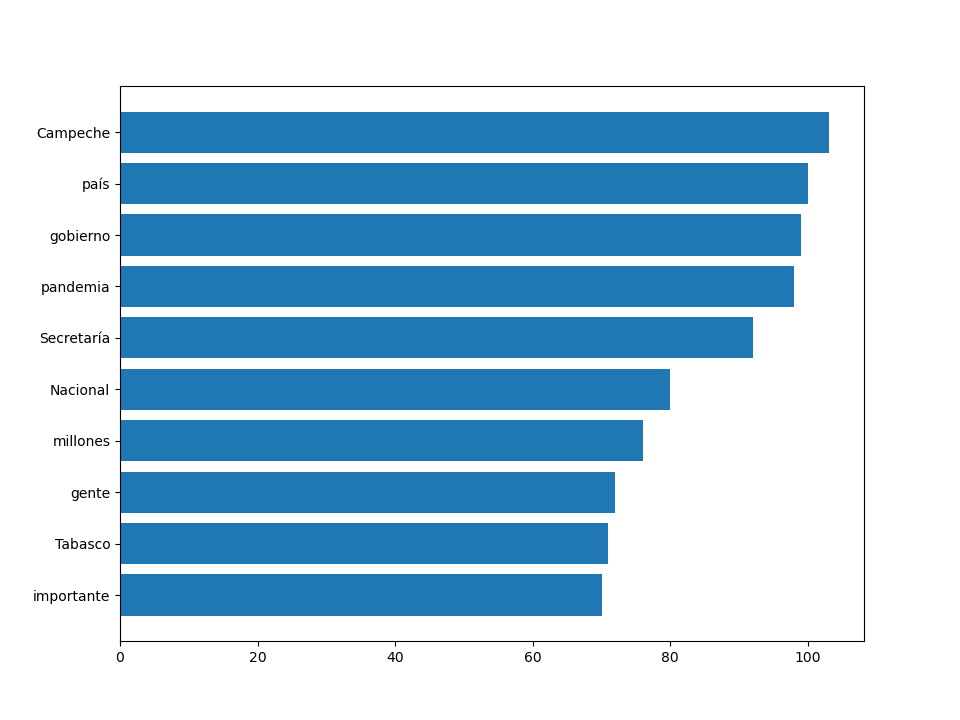 Campeche
país
gobierno
pandemia
Secretaría
Nacional
millones
gente
Tabasco
importante
0 20 40 60 80 100